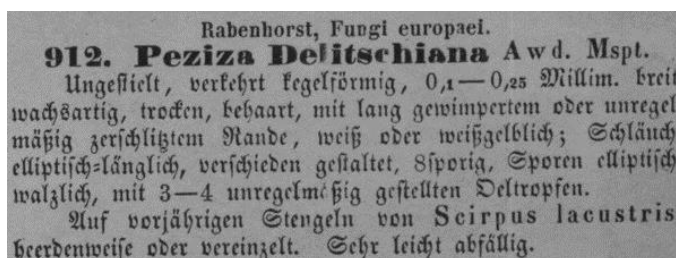 Rabenhorst, Fungi europaei.
912. Peziza Delitschiana Awd. Mspt.
Ungestielt, verkehrt kegelförmig, 0,1—0,25 Millim. breit
wachsartig, trocken, behaart, mit lang gewimpertem oder unregel
mäßig zerschlitztem Rande, weiß oder weißgelblich; Schläuch
elliptisch-länglich, verschieden gestaltet, 8sporig, Sporen elliptisch
walzlich, mit 3—4 unregelmäßig gestellten Oeltropfen.
Auf vorjährigen Stengeln von Scirpus lacustris
heerdenweise oder vereinzelt. Sehr leicht abfällig.